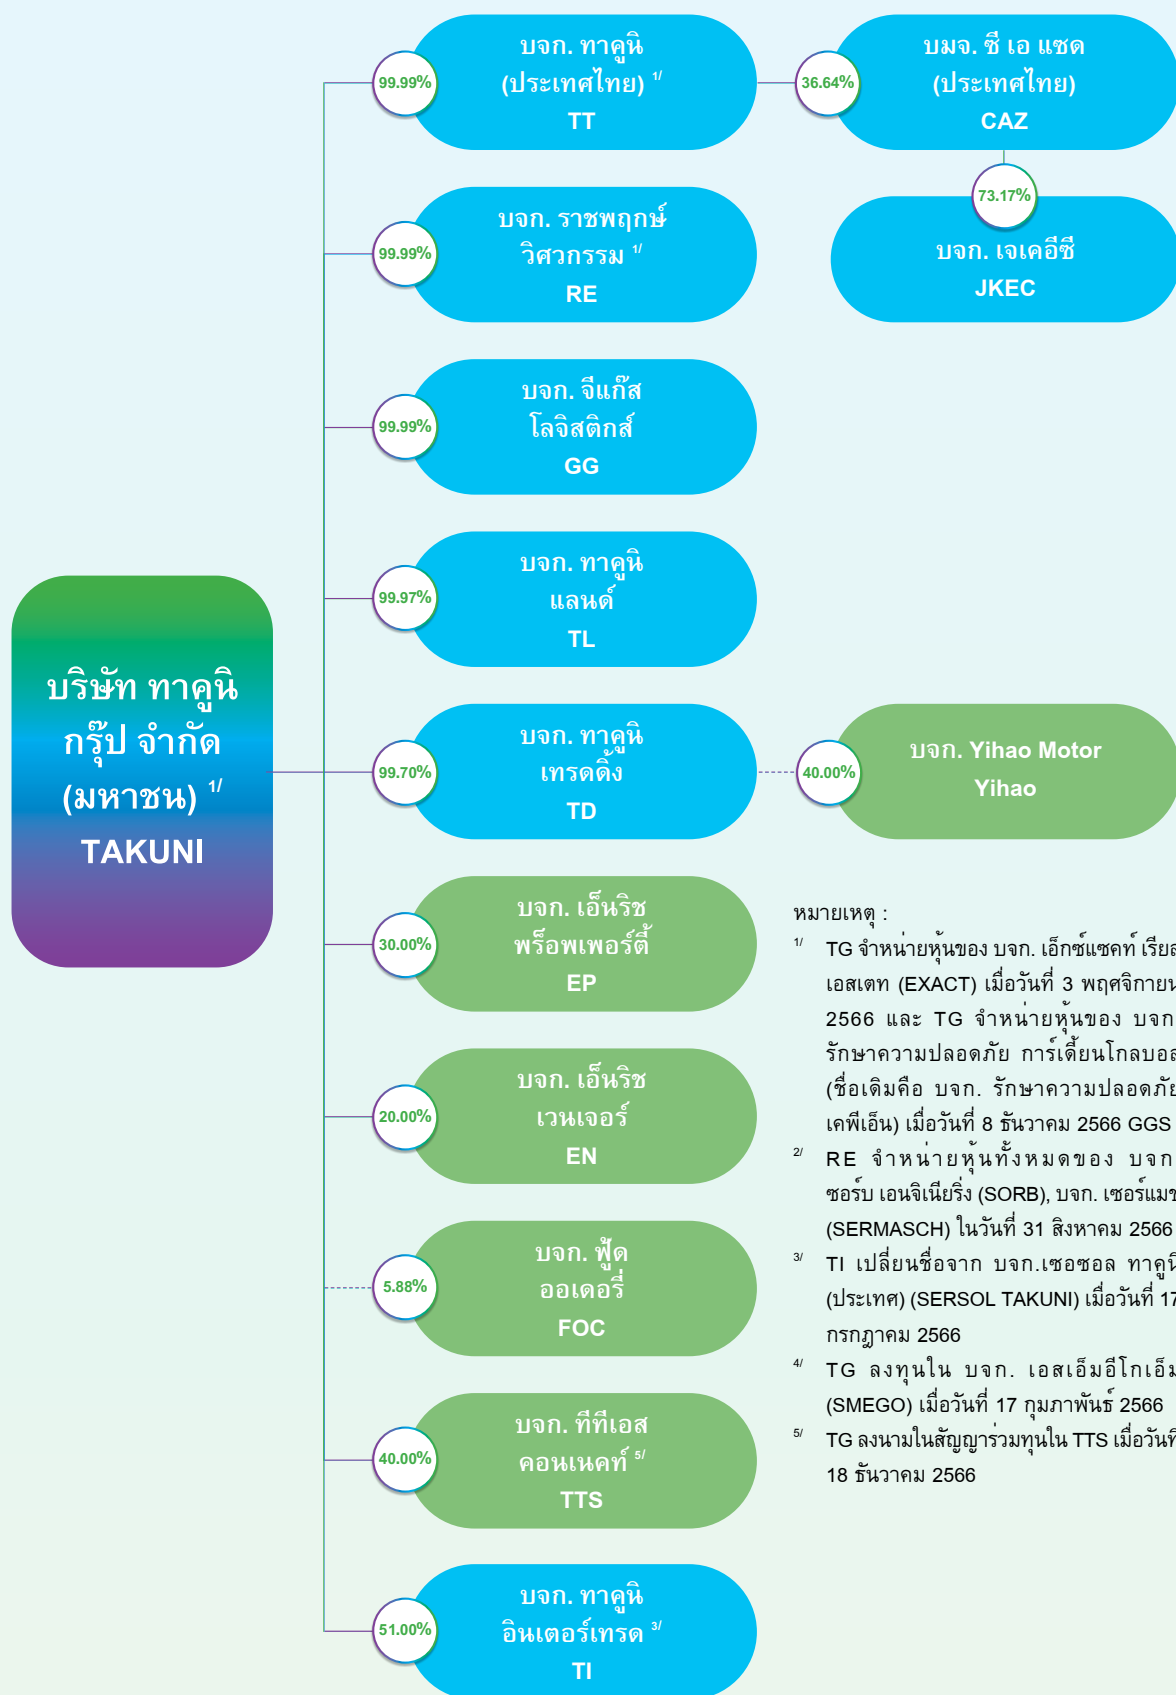 บริษัท ทาคูนิ
กรุ๊ป จำกัด
(มหาชน) 1/
TAKUNI
99.99%
บจก. ทาคูนิ
(ประเทศไทย) 1/
TT
36.64%
บมจ. ซี เอ แซด
(ประเทศไทย)
CAZ
73.17%
บจก. เจเคอีซี
JKEC
99.99%
บจก. ราชพฤกษ์
วิศวกรรม 1/
RE
99.99%
บจก. จีแก๊ส
โลจิสติกส์
GG
99.97%
บจก. ทาคูนิ
แลนด์
TL
99.70%
บจก. ทาคูนิ
เทรดดิ้ง
TD
40.00%
บจก. Yihao Motor
Yihao
30.00%
บจก. เอ็นริช
พร็อพเพอร์ตี้
EP
20.00%
บจก. เอ็นริช
เวนเจอร์
EN
5.88%
บจก. ฟู้ด
ออเดอรี่
FOC
40.00%
บจก. ทีทีเอส
คอนเนคท์ 5/
TTS
51.00%
บจก. ทาคูนิ
อินเตอร์เทรด 3/
TI
หมายเหตุ :
1/ TG จำหน่ายหุ้นของ บจก. เอ็กซ์แซคท์ เรียล
เอสเตท (EXACT) เมื่อวันที่ 3 พฤศจิกายน
2566 และ TG จำหน่ายหุ้นของ บจก.
รักษาความปลอดภัย การ์เดี้ยนโกลบอล
(ชื่อเดิมคือ บจก. รักษาความปลอดภัย
เคพีเอ็น) เมื่อวันที่ 8 ธันวาคม 2566 GGS
2/ RE จำหน่ายหุ้นทั้งหมดของ บจก.
ซอร์บ เอนจิเนียริ่ง (SORB), บจก. เซอร์แมช
(SERMASCH) ในวันที่ 31 สิงหาคม 2566
3/ TI เปลี่ยนชื่อจาก บจก.เซอซอล ทาคูนิ
(ประเทศ) (SERSOL TAKUNI) เมื่อวันที่ 17
กรกฎาคม 2566
4/ TG ลงทุนใน บจก. เอสเอ็มอีโกเอ็ม
(SMEGO) เมื่อวันที่ 17 กุมภาพันธ์ 2566
5/ TG ลงนามในสัญญาร่วมทุนใน TTS เมื่อวันที่
18 ธันวาคม 2566